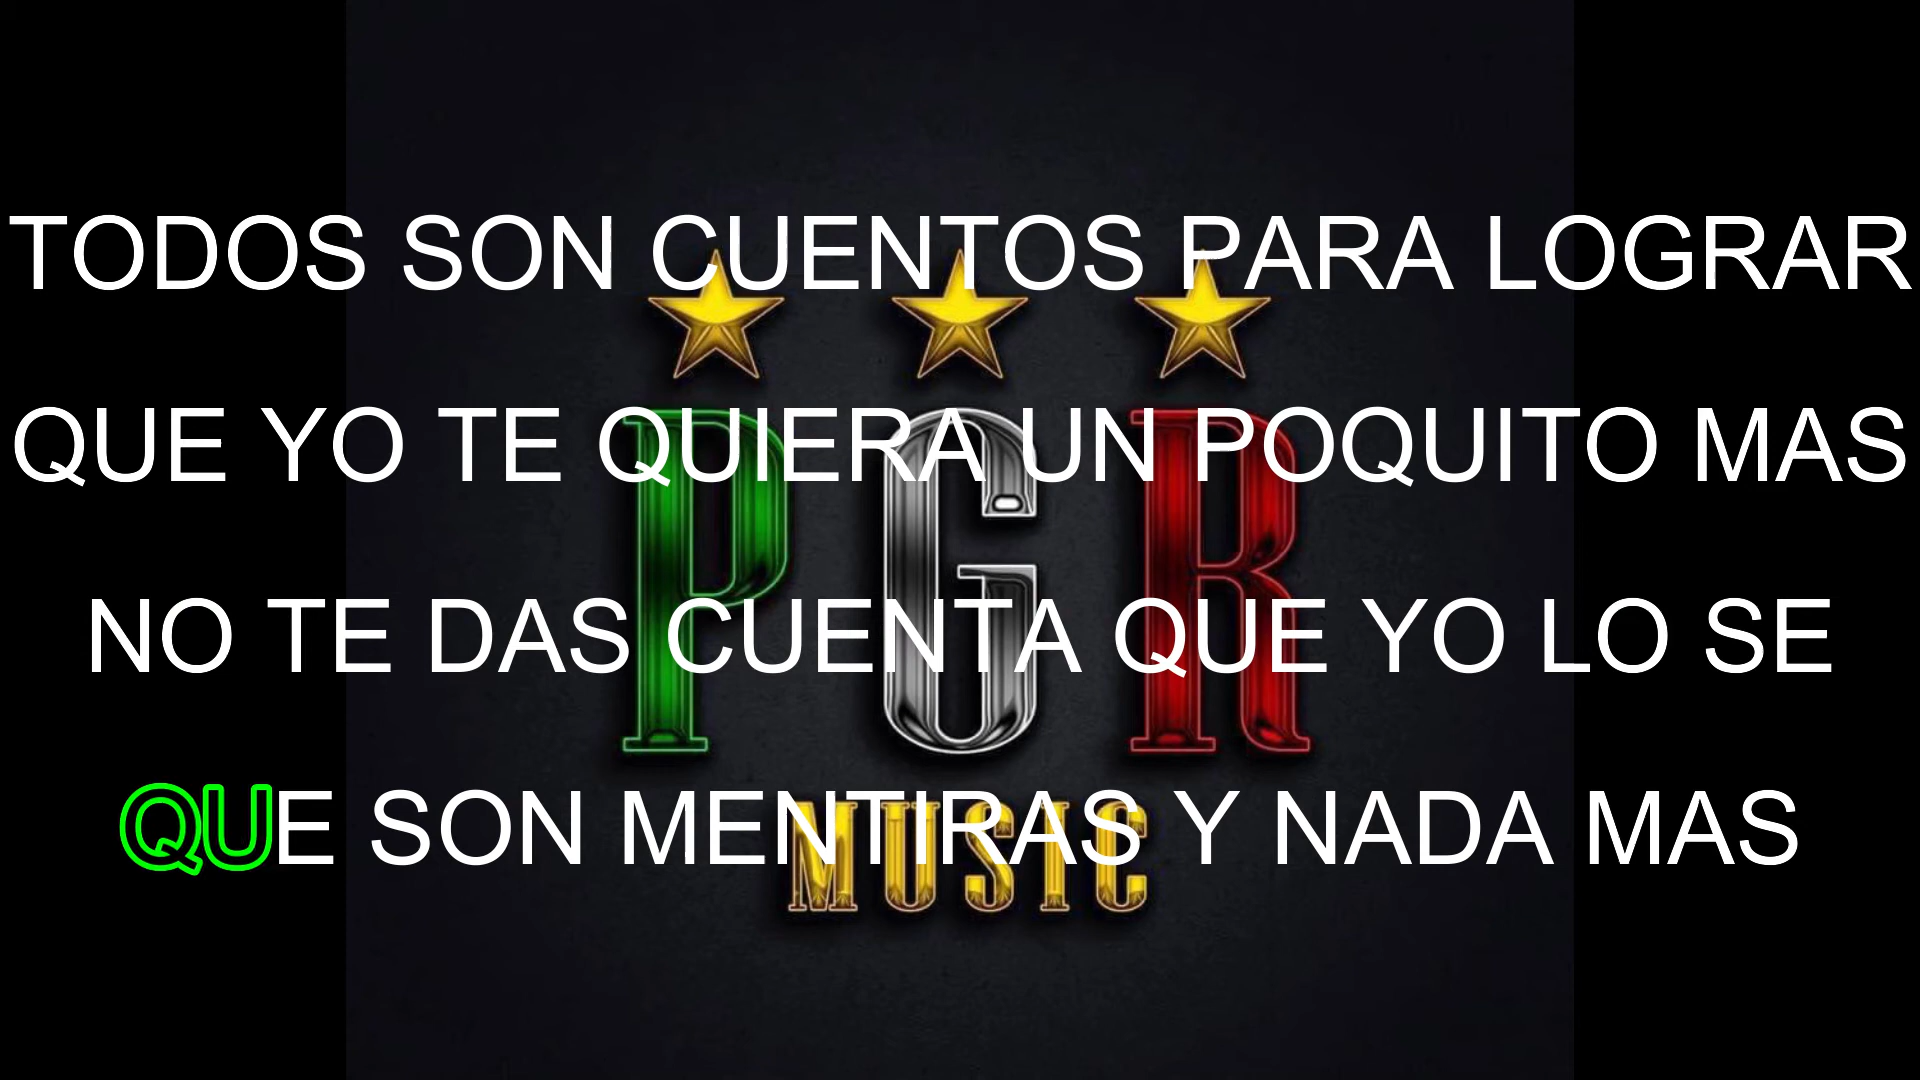 TODOS SON CUENTOS PARA LOGRAR
QUE YO TE QUIERA UN POQUITO MAS
PGR
NO TE DAS CUENTA QUE YO LO SE
QUE SON MENTIRAS Y NADA MAS
MUSIC